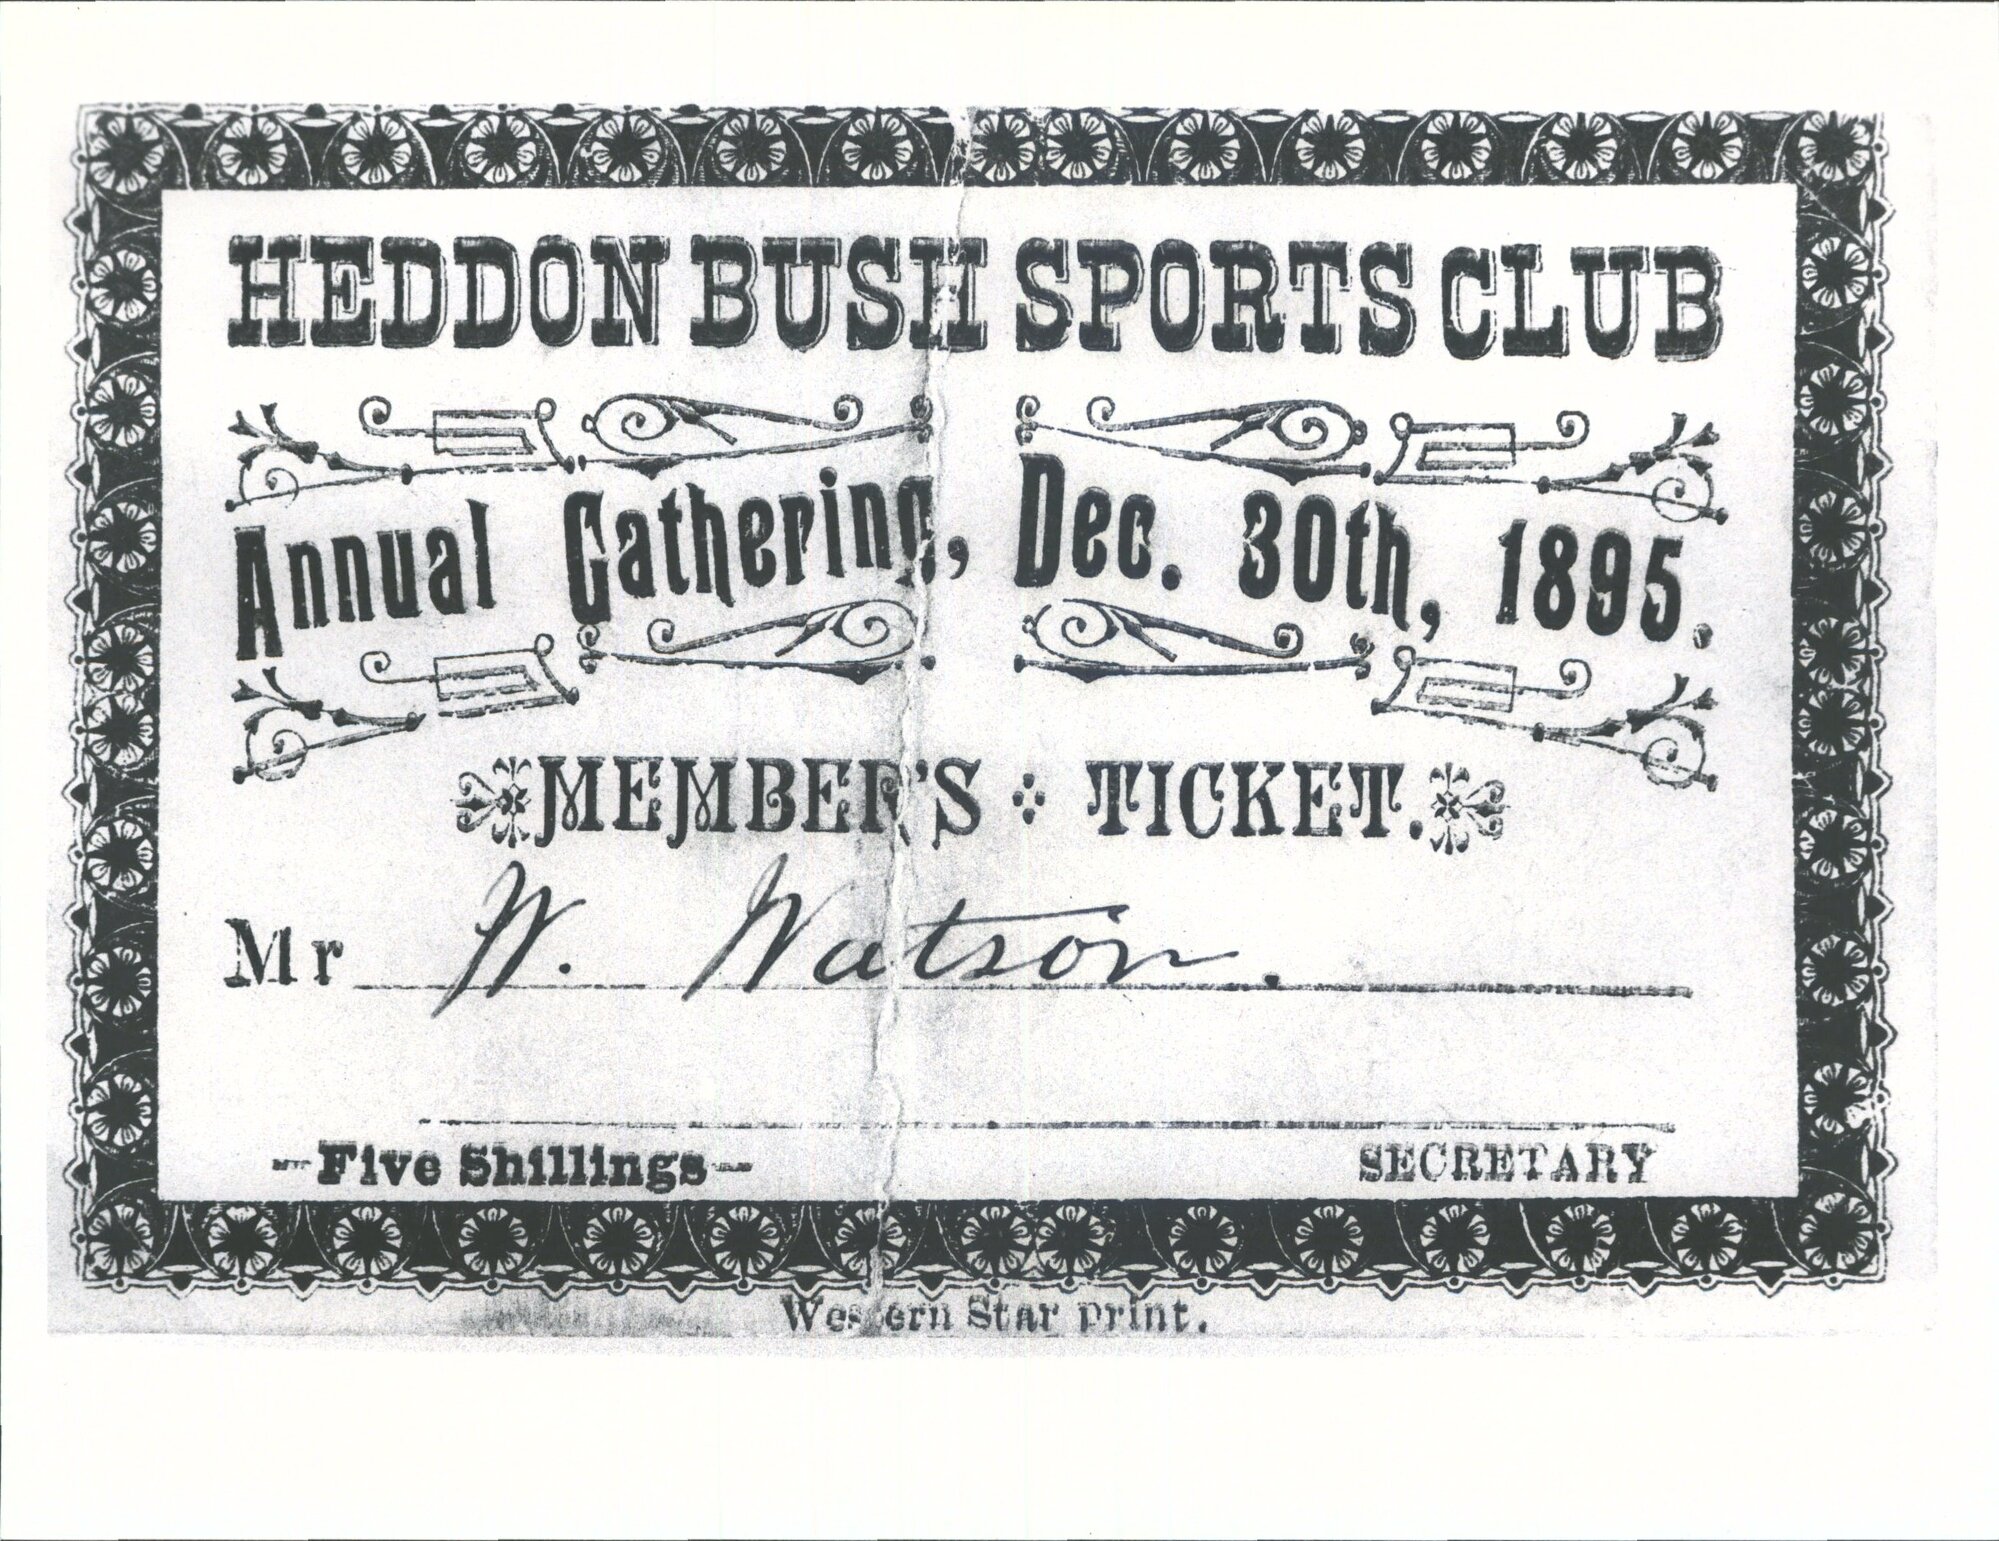 HEDDON BUSH SPORTS CLUB
Annual Gathering, Dec. 30th, 1895.
MEMBER'S TICKET.
Mr W. Watson.
-Five Shillings-
SECRETARY
Western Star print.